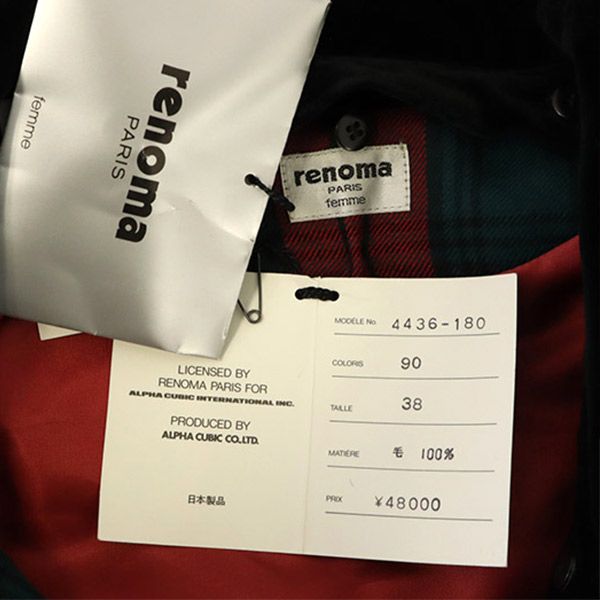 renoma
PARIS
femme
renoma
PARIS
femme
LICENSED BY
RENOMA PARIS FOR
ALPHA CUBIC INTERNATIONAL INC.
PRODUCED BY
ALPHA CUBIC CO.LTD.
日本製品
MODÈLE No. 4436-180
COLORIS 90
TAILLE 38
MATIÈRE 毛 100%
PRIX ¥48000